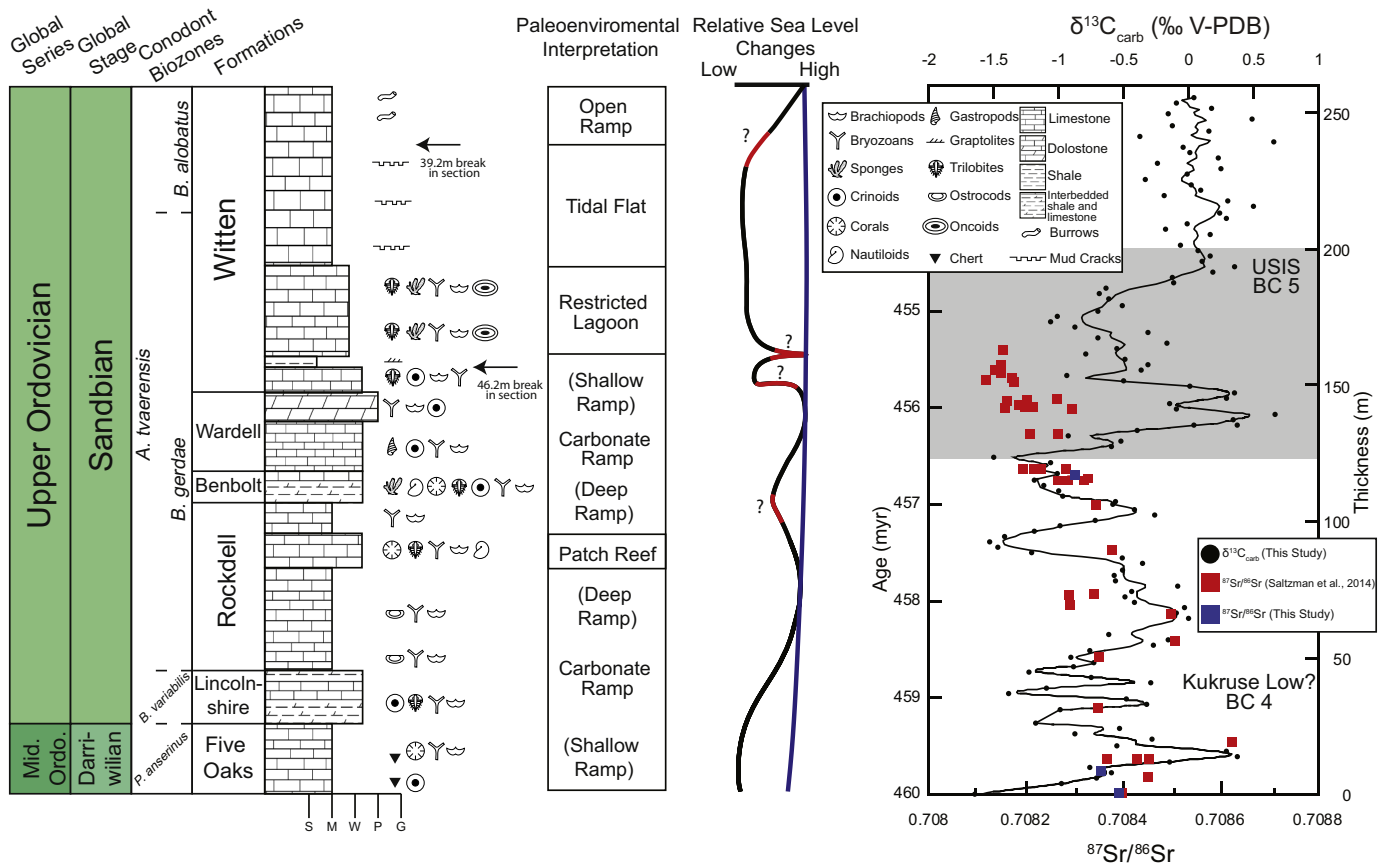 Global
Series
Global
Stage
Conodont
Biozones
Formations
Paleoenviromental
Interpretation
Relative Sea Level
Changes
Low
High
δ¹³C_carb (‰ V-PDB)
-2
-1.5
-1
-0.5
0
0.5
1
Upper Ordovician
Mid.
Ordo.
Sandbian
Darri-
wilian
A. tvaerensis
B. alobatus
B. gerdae
B. variabilis
P. anserinus
Witten
Wardell
Benbolt
Rockdell
Lincoln-
shire
Five
Oaks
S
M
W
P
G
39.2m break
in section
46.2m break
in section
Open
Ramp
Tidal Flat
Restricted
Lagoon
(Shallow
Ramp)
Carbonate
Ramp
(Deep
Ramp)
Patch Reef
(Deep
Ramp)
Carbonate
Ramp
(Shallow
Ramp)
?
?
?
?
Brachiopods
Gastropods
Limestone
Bryozoans
Graptolites
Dolostone
Sponges
Trilobites
Shale
Crinoids
Ostrocods
Interbedded
shale and
limestone
Corals
Oncoids
Burrows
Nautiloids
Chert
Mud Cracks
USIS
BC 5
Kukruse Low?
BC 4
δ¹³C_carb (This Study)
⁸⁷Sr/⁸⁶Sr (Saltzman et al., 2014)
⁸⁷Sr/⁸⁶Sr (This Study)
Age (myr)
455
456
457
458
459
460
Thickness (m)
250
200
150
100
50
0
0.708
0.7082
0.7084
0.7086
0.7088
⁸⁷Sr/⁸⁶Sr